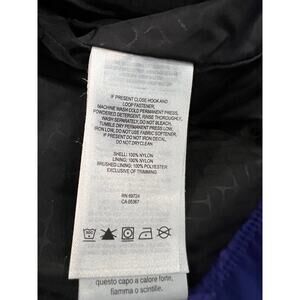 IF PRESENT CLOSE HOOK AND
LOOP FASTENER,
MACHINE WASH COLD PERMANENT PRESS,
POWDERED DETERGENT, RINSE THOROUGHLY,
WASH SEPARATELY, DO NOT BLEACH,
TUMBLE DRY PERMANENT PRESS LOW,
IRON LOW, DO NOT USE FABRIC SOFTENER,
IF PRESENT DO NOT IRON DECAL,
DO NOT DRYCLEAN
SHELL: 100% NYLON
LINING: 100% NYLON
BRUSHED LINING: 100% POLYESTER
EXCLUSIVE OF TRIMMING
RN 69724
CA 05367
questo capo a calore forte,
fiamma o scintille.